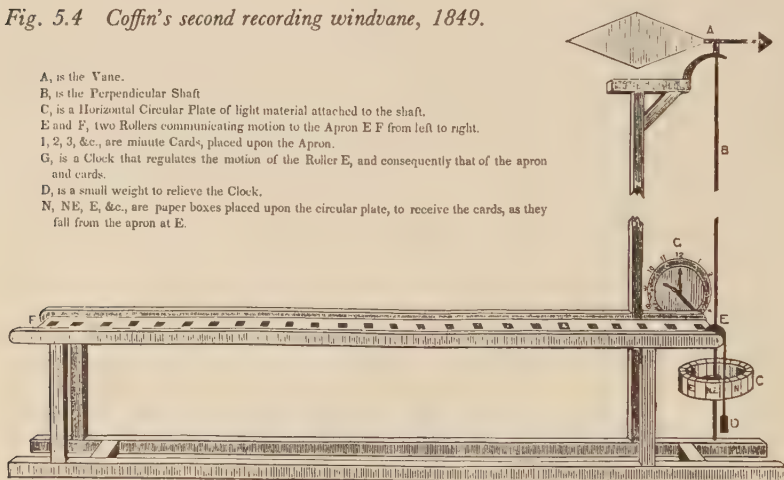 Fig. 5.4 Coffin's second recording windvane, 1849.
A, is the Vane.
B, is the Perpendicular Shaft
C, is a Horizontal Circular Plate of light material attached to the shaft.
E and F, two Rollers communicating motion to the Apron E F from left to right.
1, 2, 3, &c., are minute Cards, placed upon the Apron.
G, is a Clock that regulates the motion of the Roller E, and consequently that of the apron
and cards.
D, is a small weight to relieve the Clock.
N, NE, E, &c., are paper boxes placed upon the circular plate, to receive the cards, as they
fall from the apron at E.
A
B
G
11 12 1
F
E
E N.E. N
C
D